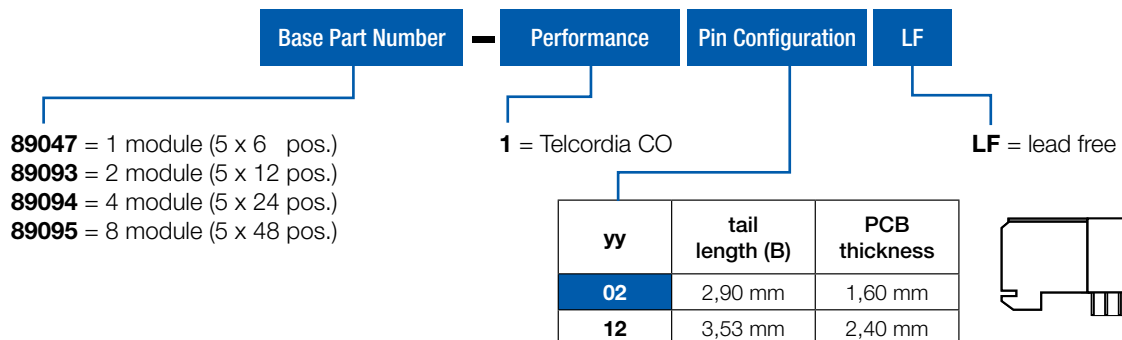 Base Part Number – Performance Pin Configuration LF
89047 = 1 module (5 x 6 pos.)
89093 = 2 module (5 x 12 pos.)
89094 = 4 module (5 x 24 pos.)
89095 = 8 module (5 x 48 pos.)
1 = Telcordia CO
LF = lead free
yy tail length (B) PCB thickness
02 2,90 mm 1,60 mm
12 3,53 mm 2,40 mm